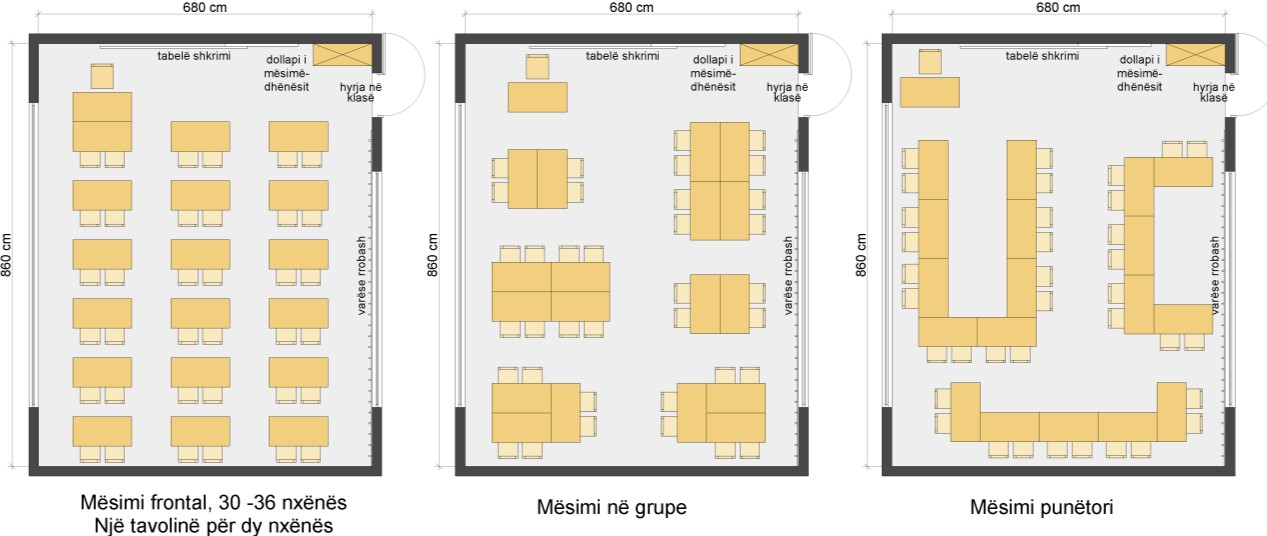 680 cm
tabelë shkrimi
dollapi i
mësimë-
dhënësit
hyrja në
klasë
860 cm
varëse rrobash
Mësimi frontal, 30 -36 nxënës
Një tavolinë për dy nxënës
680 cm
tabelë shkrimi
dollapi i
mësimë-
dhënësit
hyrja në
klasë
860 cm
varëse rrobash
Mësimi në grupe
680 cm
tabelë shkrimi
dollapi i
mësimë-
dhënësit
hyrja në
klasë
860 cm
varëse rrobash
Mësimi punëtori